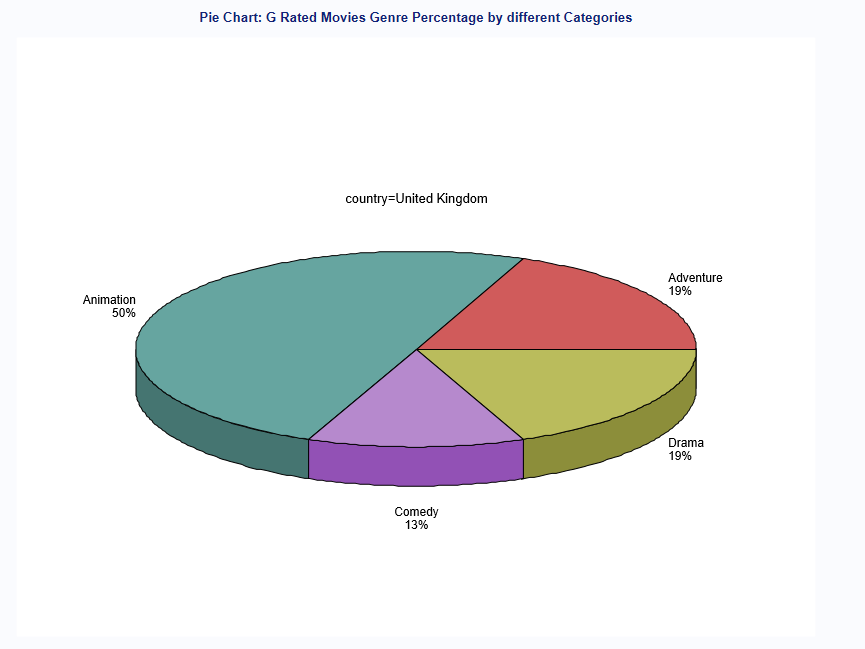 Pie Chart: G Rated Movies Genre Percentage by different Categories
country=United Kingdom
Adventure
19%
Animation
50%
Drama
19%
Comedy
13%